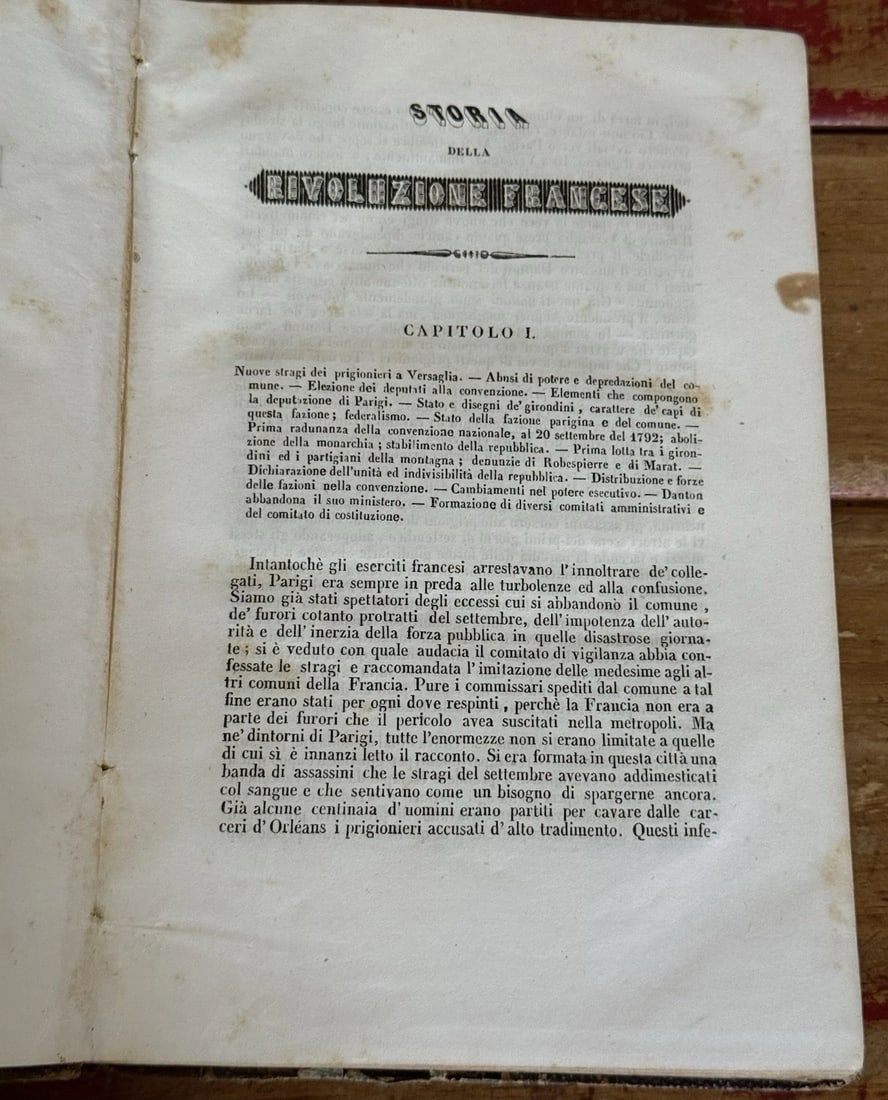 STORIA
DELLA
RIVOLUZIONE FRANCESE
CAPITOLO I.
Nuove stragi dei prigionieri a Versaglia. — Abusi di potere e depredazioni del co-
mune. — Elezione dei deputati alla convenzione. — Elementi che compongono
la deputazione di Parigi. — Stato e disegni de' girondini, carattere de' capi di
questa fazione; federalismo. — Stato della fazione parigina e del comune. —
Prima radunanza della convenzione nazionale, al 20 settembre del 1792; aboli-
zione della monarchia; stabilimento della repubblica. — Prima lotta tra i giron-
dini ed i partigiani della montagna; denunzie di Robespierre e di Marat. —
Dichiarazione dell'unità ed indivisibilità della repubblica. — Distribuzione e forze
delle fazioni nella convenzione. — Cambiamenti nel potere esecutivo. — Danton
abbandona il suo ministero. — Formazione di diversi comitati amministrativi e
del comitato di costituzione.
Intantochè gli eserciti francesi arrestavano l'innoltrare de' colle-
gati, Parigi era sempre in preda alle turbolenze ed alla confusione.
Siamo già stati spettatori degli eccessi cui si abbandonò il comune,
de' furori cotanto protratti del settembre, dell'impotenza dell'auto-
rità e dell'inerzia della forza pubblica in quelle disastrose giorna-
te; si è veduto con quale audacia il comitato di vigilanza abbia con-
fessate le stragi e raccomandata l'imitazione delle medesime agli al-
tri comuni della Francia. Pure i commissari spediti dal comune a tal
fine erano stati per ogni dove respinti, perchè la Francia non era a
parte dei furori che il pericolo avea suscitati nella metropoli. Ma
ne' dintorni di Parigi, tutte l'enormezze non si erano limitate a quelle
di cui sì è innanzi letto il racconto. Si era formata in questa città una
banda di assassini che le stragi del settembre avevano addimesticati
col sangue e che sentivano come un bisogno di spargerne ancora.
Già alcune centinaia d'uomini erano partiti per cavare dalle car-
ceri d'Orléans i prigionieri accusati d'alto tradimento. Questi infe-